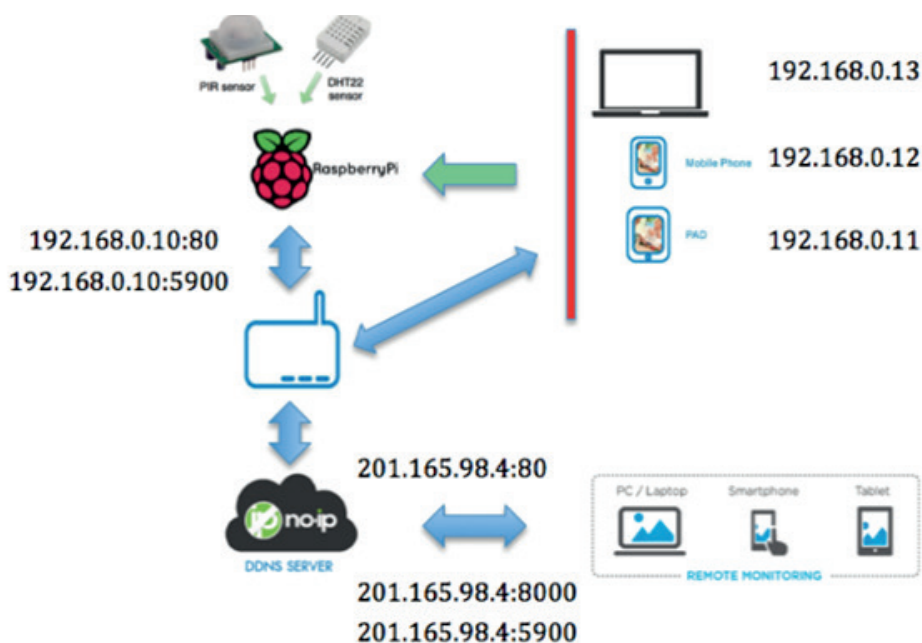 PIR sensor
DHT22
sensor
RaspberryPi
192.168.0.13
Mobile Phone
192.168.0.12
PAD
192.168.0.11
192.168.0.10:80
192.168.0.10:5900
201.165.98.4:80
no-ip
DDNS SERVER
PC / Laptop
Smartphone
Tablet
REMOTE MONITORING
201.165.98.4:8000
201.165.98.4:5900